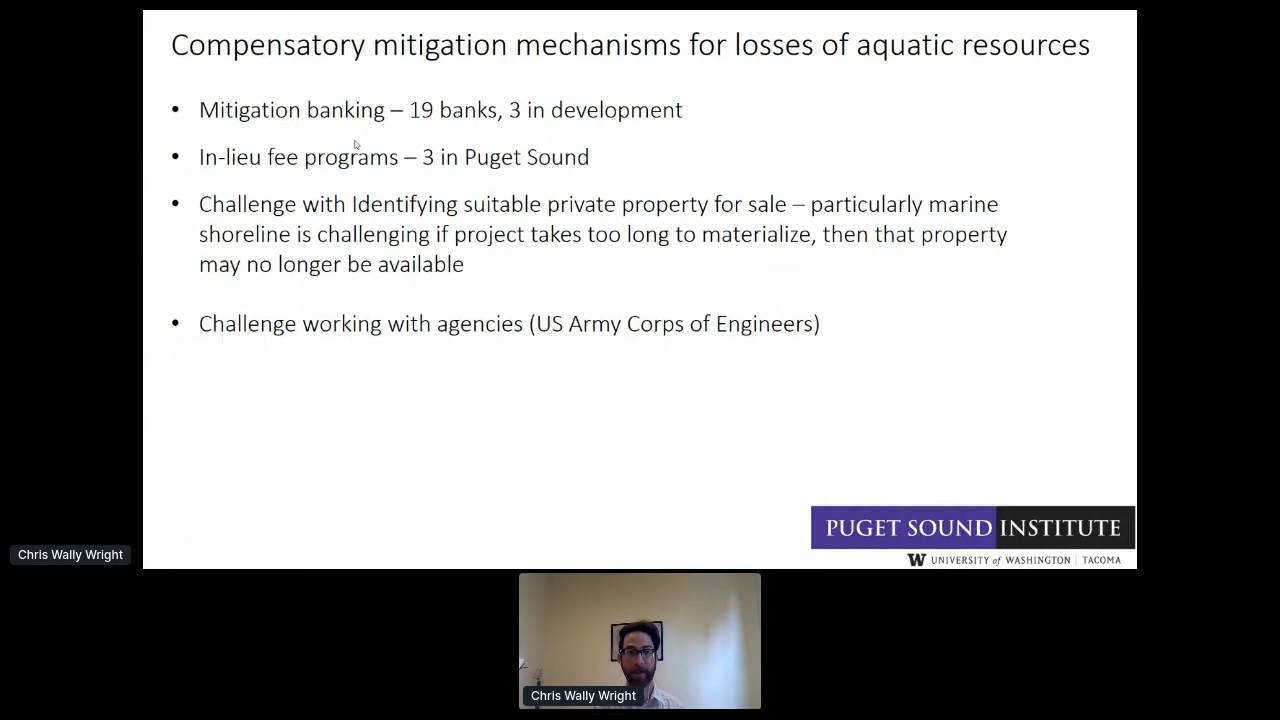 Compensatory mitigation mechanisms for losses of aquatic resources
• Mitigation banking – 19 banks, 3 in development
• In-lieu fee programs – 3 in Puget Sound
• Challenge with Identifying suitable private property for sale – particularly marine
shoreline is challenging if project takes too long to materialize, then that property
may no longer be available
• Challenge working with agencies (US Army Corps of Engineers)
PUGET SOUND INSTITUTE
W UNIVERSITY of WASHINGTON | TACOMA
Chris Wally Wright
Chris Wally Wright